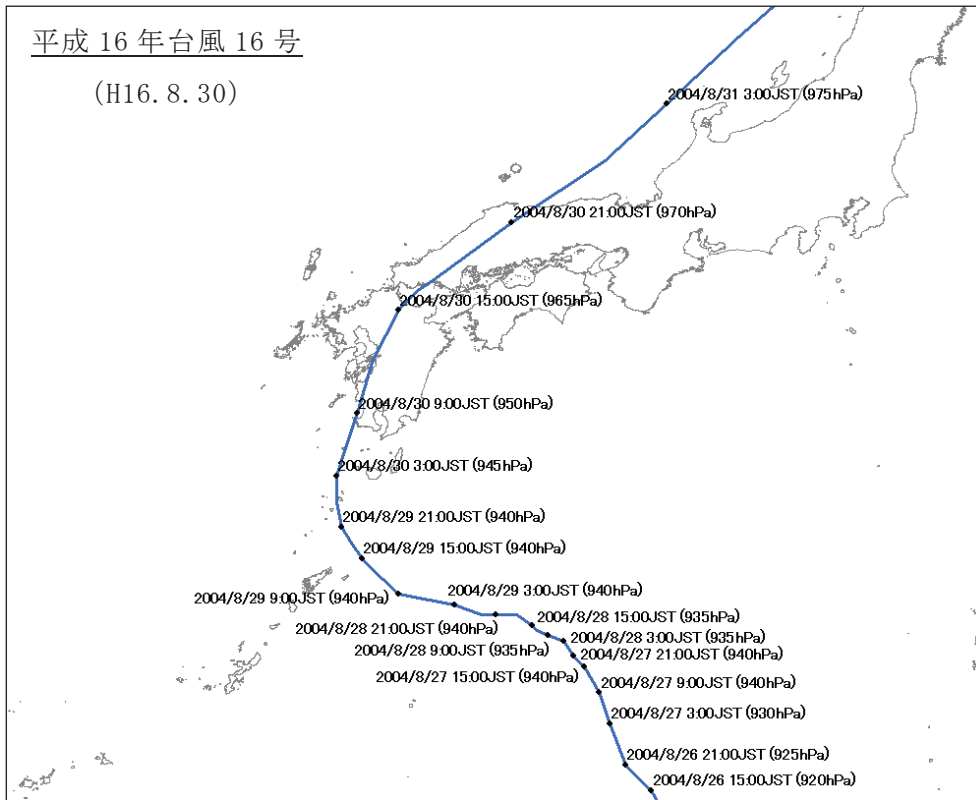 平成 16 年台風 16 号
(H16.8.30)
2004/8/31 3:00JST (975hPa)
2004/8/30 21:00JST (970hPa)
2004/8/30 15:00JST (965hPa)
2004/8/30 9:00JST (950hPa)
2004/8/30 3:00JST (945hPa)
2004/8/29 21:00JST (940hPa)
2004/8/29 15:00JST (940hPa)
2004/8/29 3:00JST (940hPa)
2004/8/29 9:00JST (940hPa)
2004/8/28 15:00JST (935hPa)
2004/8/28 21:00JST (940hPa)
2004/8/28 3:00JST (935hPa)
2004/8/28 9:00JST (935hPa)
2004/8/27 21:00JST (940hPa)
2004/8/27 15:00JST (940hPa)
2004/8/27 9:00JST (940hPa)
2004/8/27 3:00JST (930hPa)
2004/8/26 21:00JST (925hPa)
2004/8/26 15:00JST (920hPa)